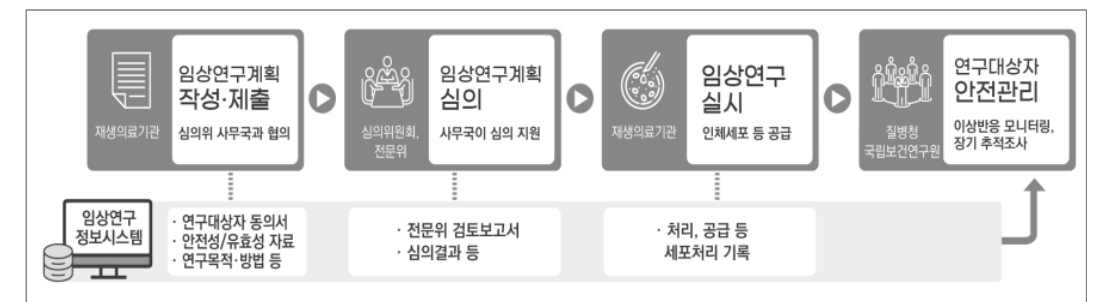 재생의료기관
임상연구계획
작성·제출
심의위 사무국과 협의
심의위원회,
전문위
임상연구계획
심의
사무국이 심의 지원
재생의료기관
임상연구
실시
인체세포 등 공급
질병청
국립보건연구원
연구대상자
안전관리
이상반응 모니터링,
장기 추적조사
임상연구
정보시스템
· 연구대상자 동의서
· 안전성/유효성 자료
· 연구목적·방법 등
· 전문위 검토보고서
· 심의결과 등
· 처리, 공급 등
세포처리 기록